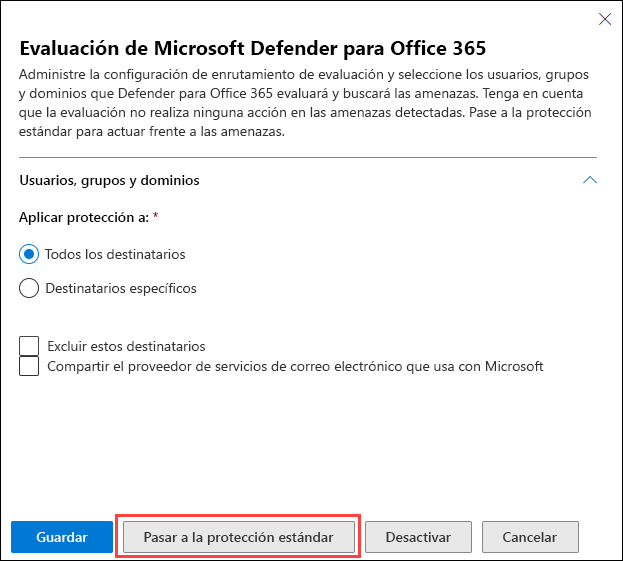 Evaluación de Microsoft Defender para Office 365
Administre la configuración de enrutamiento de evaluación y seleccione los usuarios, grupos
y dominios que Defender para Office 365 evaluará y buscará las amenazas. Tenga en cuenta
que la evaluación no realiza ninguna acción en las amenazas detectadas. Pase a la protección
estándar para actuar frente a las amenazas.
Usuarios, grupos y dominios
Aplicar protección a: *
Todos los destinatarios
Destinatarios específicos
Excluir estos destinatarios
Compartir el proveedor de servicios de correo electrónico que usa con Microsoft
Guardar
Pasar a la protección estándar
Desactivar
Cancelar